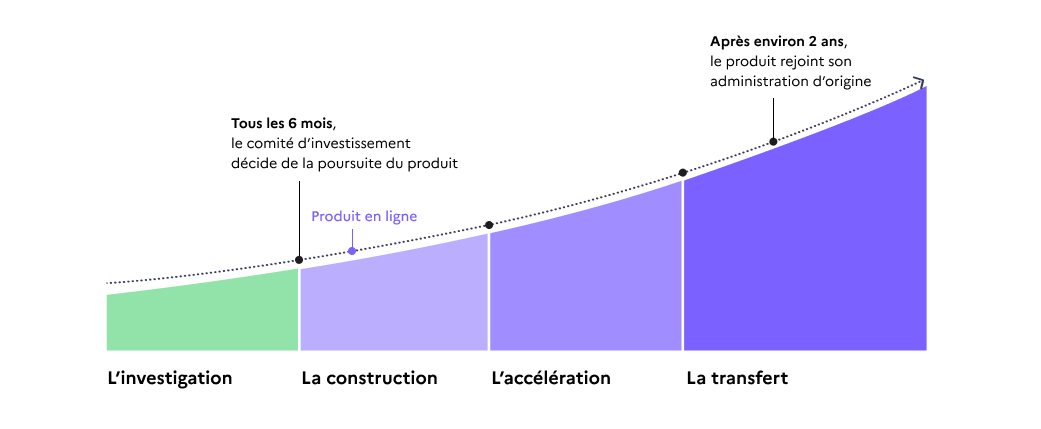 Après environ 2 ans,
le produit rejoint son
administration d’origine
Tous les 6 mois,
le comité d’investissement
décide de la poursuite du produit
Produit en ligne
L’investigation
La construction
L’accélération
La transfert